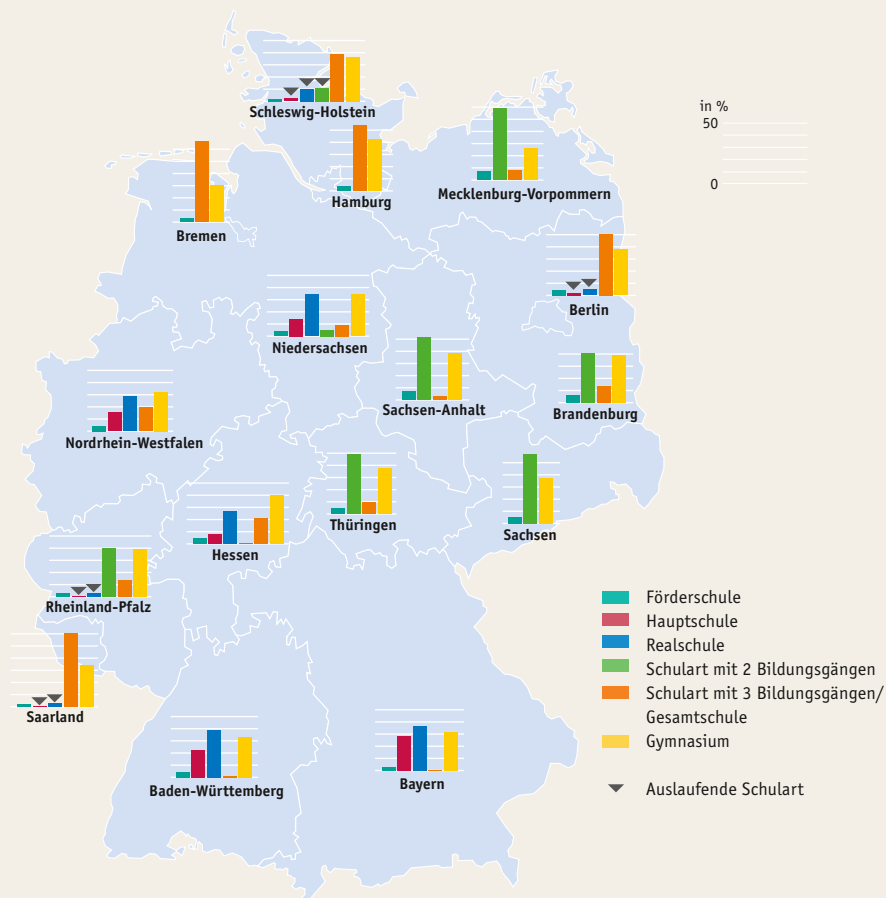 Schleswig-Holstein
in %
50
0
Hamburg
Mecklenburg-Vorpommern
Bremen
Berlin
Niedersachsen
Sachsen-Anhalt
Brandenburg
Nordrhein-Westfalen
Thüringen
Sachsen
Hessen
Rheinland-Pfalz
Saarland
Baden-Württemberg
Bayern
Förderschule
Hauptschule
Realschule
Schulart mit 2 Bildungsgängen
Schulart mit 3 Bildungsgängen/
Gesamtschule
Gymnasium
Auslaufende Schulart